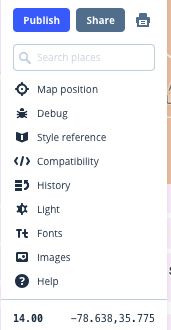 Publish Share
Search places
Map position
Debug
Style reference
Compatibility
History
Light
Fonts
Images
Help
14.00 −78.638,35.775